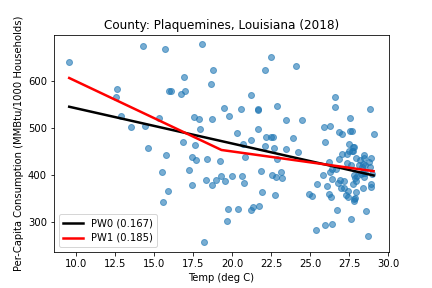 County: Plaquemines, Louisiana (2018)
Per-Capita Consumption (MMBtu/1000 Households)
600
500
400
300
PW0 (0.167)
PW1 (0.185)
10.0 12.5 15.0 17.5 20.0 22.5 25.0 27.5 30.0
Temp (deg C)